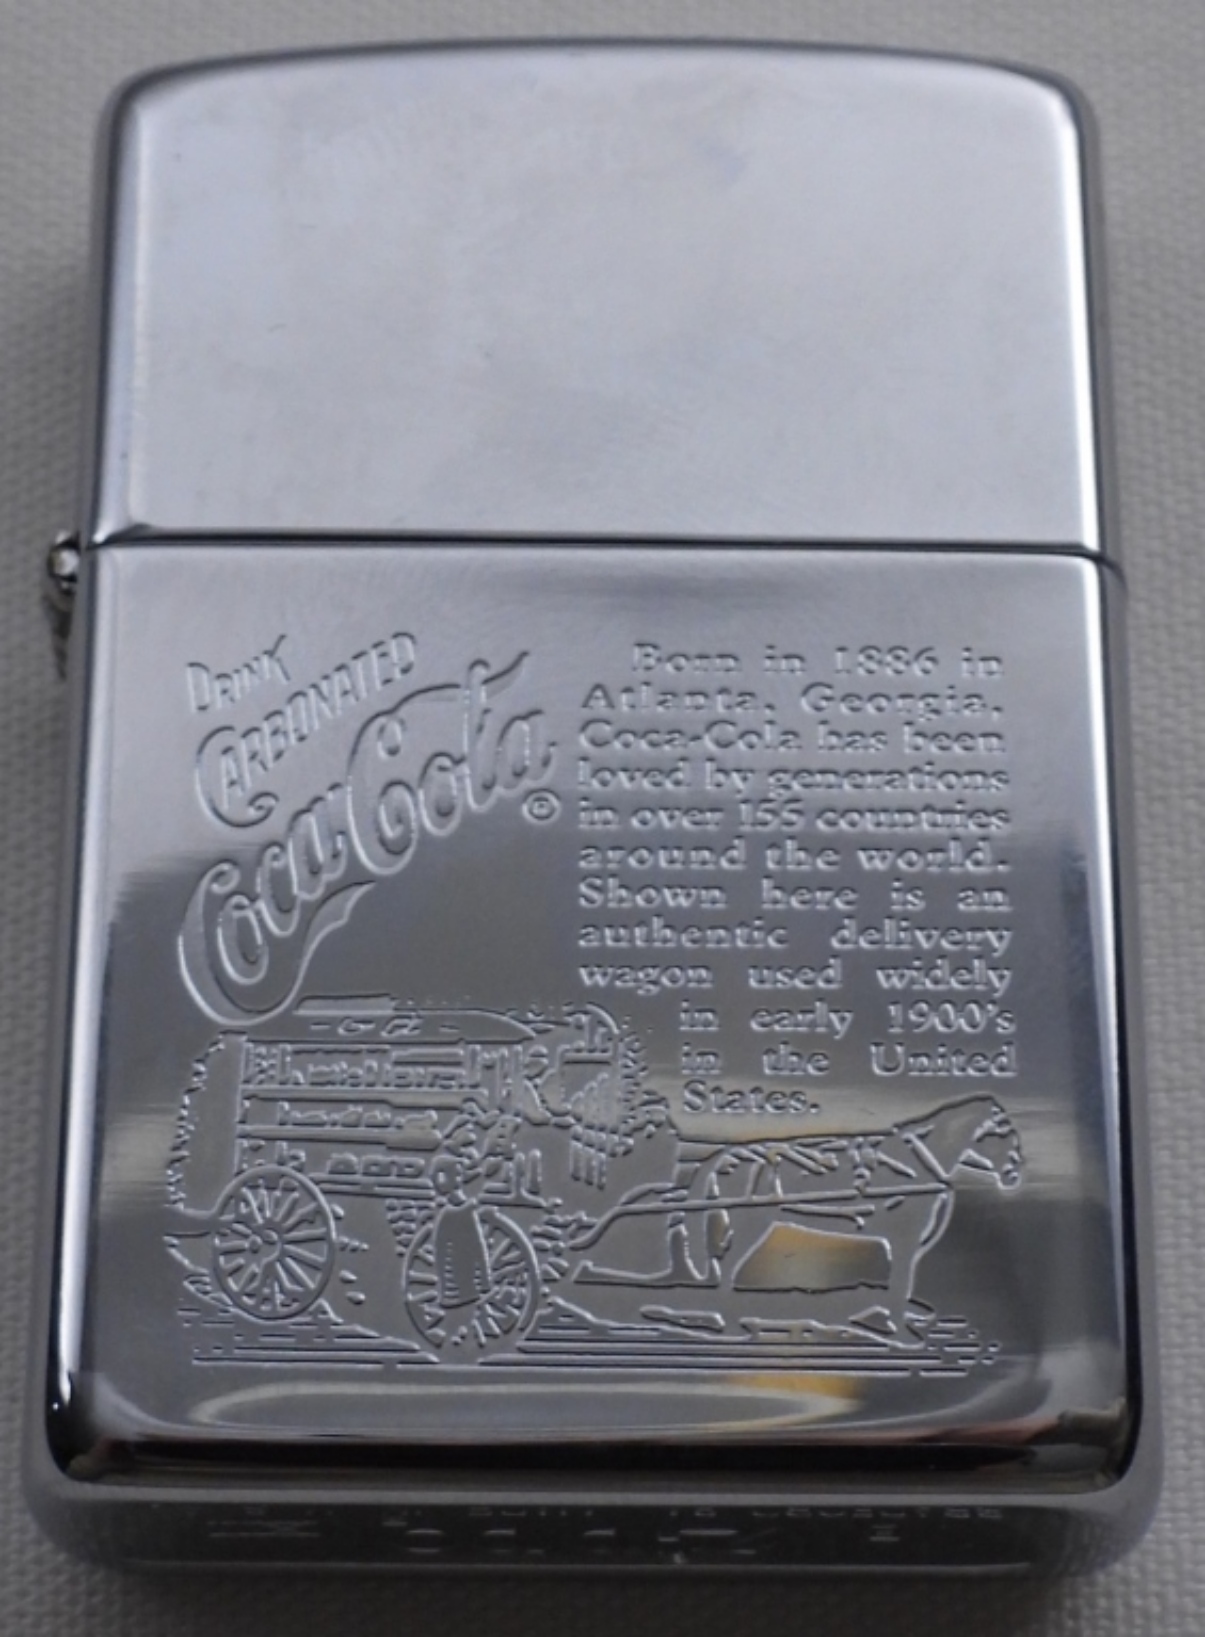 DRINK
CARBONATED
Coca Cola
®
Born in 1886 in
Atlanta, Georgia,
Coca-Cola has been
loved by generations
in over 155 countries
around the world.
Shown here is an
authentic delivery
wagon used widely
in early 1900's
in the United
States.